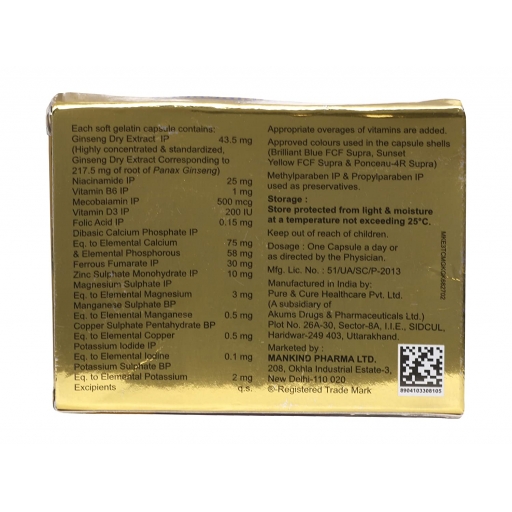 Each soft gelatin capsule contains:
Ginseng Dry Extract IP 43.5 mg
(Highly concentrated & standardized,
Ginseng Dry Extract Corresponding to
217.5 mg of root of Panax Ginseng)
Niacinamide IP 25 mg
Vitamin B6 IP 1 mg
Mecobalamin IP 500 mcg
Vitamin D3 IP 200 IU
Folic Acid IP 0.15 mg
Dibasic Calcium Phosphate IP
Eq. to Elemental Calcium 75 mg
& Elemental Phosphorous 58 mg
Ferrous Fumarate IP 30 mg
Zinc Sulphate Monohydrate IP 10 mg
Magnesium Sulphate IP
Eq. to Elemental Magnesium 3 mg
Manganese Sulphate BP
Eq. to Elemental Manganese 0.5 mg
Copper Sulphate Pentahydrate BP
Eq. to Elemental Copper 0.5 mg
Potassium Iodide IP
Eq. to Elemental Iodine 0.1 mg
Potassium Sulphate BP
Eq. to Elemental Potassium 2 mg
Excipients q.s.
Appropriate overages of vitamins are added.
Approved colours used in the capsule shells
(Brilliant Blue FCF Supra, Sunset
Yellow FCF Supra & Ponceau-4R Supra)
Methylparaben IP & Propylparaben IP
used as preservatives.
Storage :
Store protected from light & moisture
at a temperature not exceeding 25°C.
Keep out of reach of children.
Dosage : One Capsule a day or
as directed by the Physician.
Mfg. Lic. No. : 51/UA/SC/P-2013
Manufactured in India by:
Pure & Cure Healthcare Pvt. Ltd.
(A subsidiary of
Akums Drugs & Pharmaceuticals Ltd.)
Plot No. 26A-30, Sector-8A, I.I.E., SIDCUL,
Haridwar-249 403, Uttarakhand.
Marketed by :
MANKIND PHARMA LTD.
208, Okhla Industrial Estate-3,
New Delhi-110 020
®-Registered Trade Mark
8904103308105